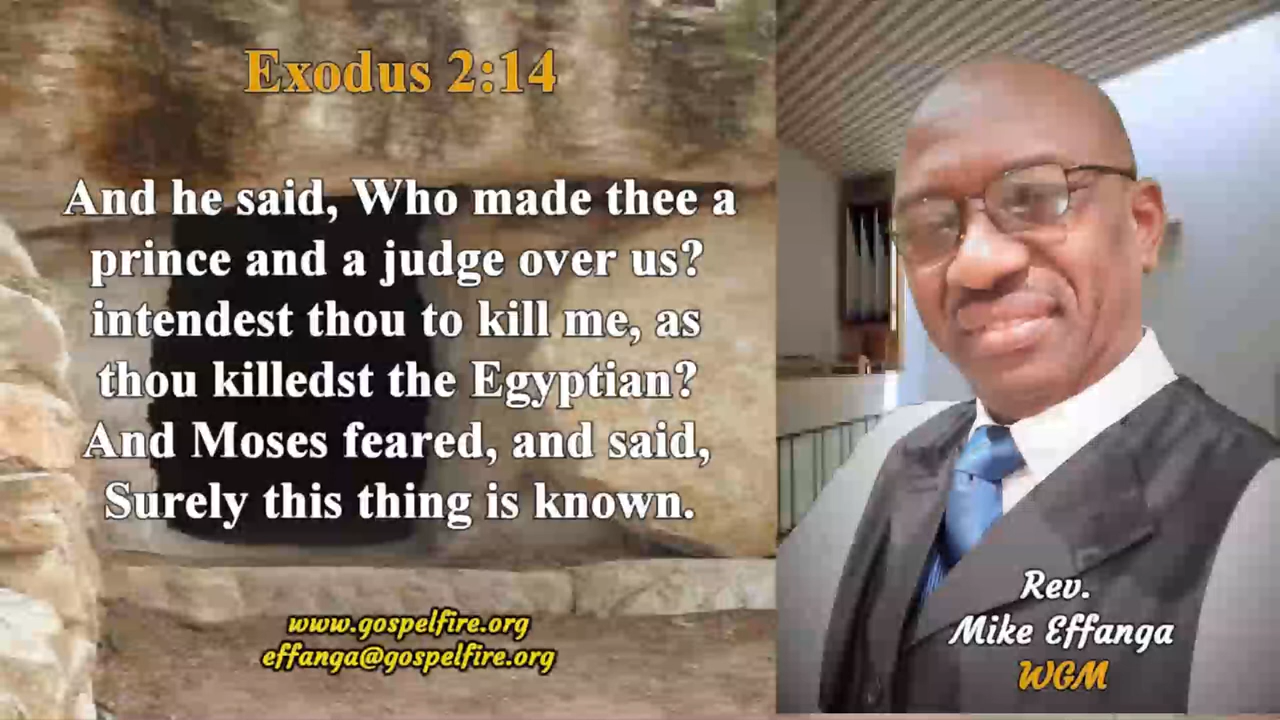 Exodus 2:14
And he said, Who made thee a
prince and a judge over us?
intendest thou to kill me, as
thou killedst the Egyptian?
And Moses feared, and said,
Surely this thing is known.
www.gospelfire.org
effanga@gospelfire.org
Rev.
Mike Effanga
WGM